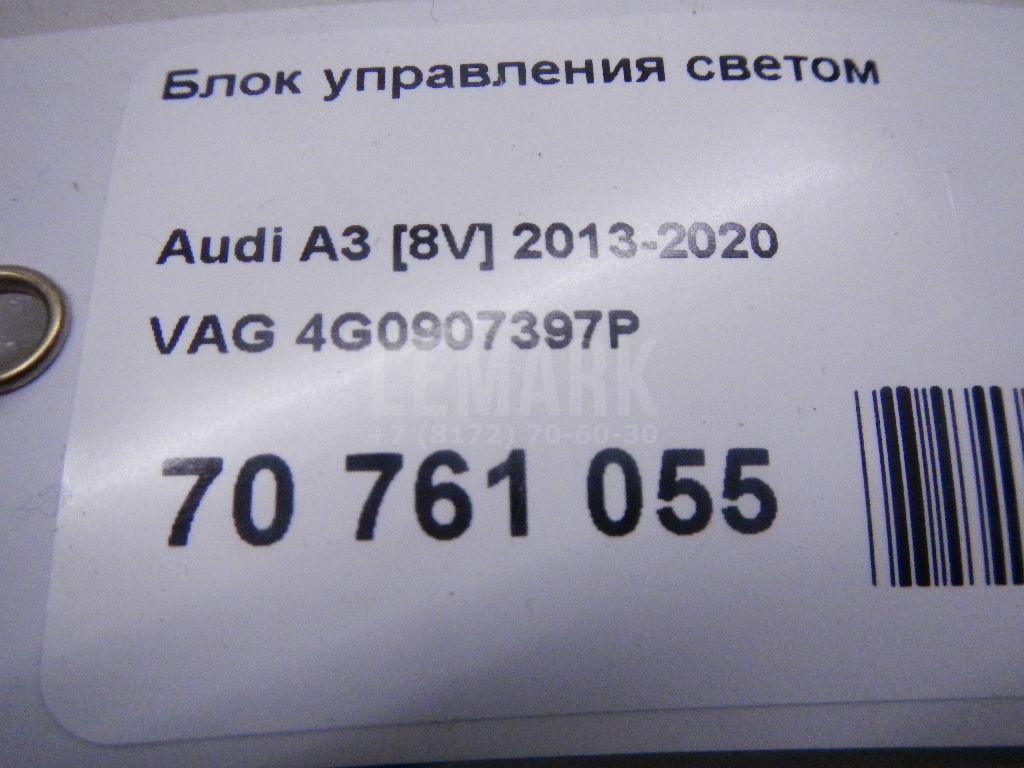 Блок управления светом
Audi A3 [8V] 2013-2020
VAG 4G0907397P
LEMARK
+7 (8172) 70-60-30
70 761 055